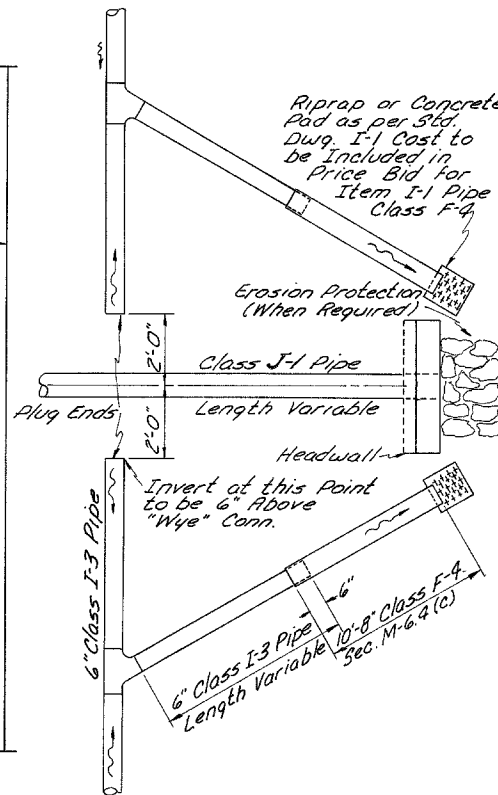 Riprap or Concrete
Pad as per Std.
Dwg. I-1 Cost to
be Included in
Price Bid for
Item I-1 Pipe
Class F-4
Erosion Protection
(When Required)
2'-0"
Class J-1 Pipe
Plug Ends
Length Variable
2'-0"
Headwall
Invert at this Point
to be 6" Above
"Wye" Conn.
6" Class I-3 Pipe
6"
6" Class I-3 Pipe
Length Variable
10'-8" Class F-4
Sec. M-6.4 (c)